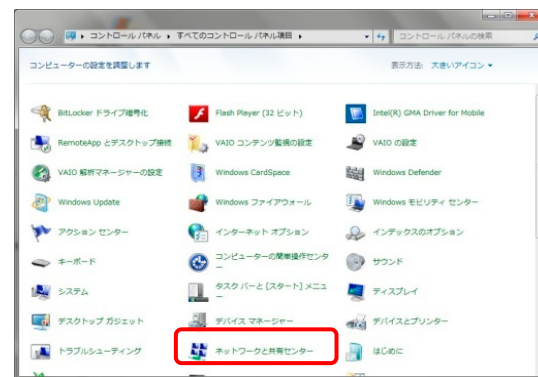 コントロール パネル ▸ すべてのコントロール パネル項目 ▸
コントロール パネルの検索
コンピューターの設定を調整します
表示方法: 大きいアイコン
BitLocker ドライブ暗号化
Flash Player (32 ビット)
Intel(R) GMA Driver for Mobile
RemoteApp とデスクトップ接続
VAIO コンテンツ監視の設定
VAIO の設定
VAIO 解析マネージャーの設定
Windows CardSpace
Windows Defender
Windows Update
Windows ファイアウォール
Windows モビリティ センター
アクション センター
インターネット オプション
インデックスのオプション
キーボード
コンピューターの簡単操作センター
サウンド
システム
タスク バーと [スタート] メニュー
ディスプレイ
デスクトップ ガジェット
デバイス マネージャー
デバイスとプリンター
トラブルシューティング
ネットワークと共有センター
はじめに